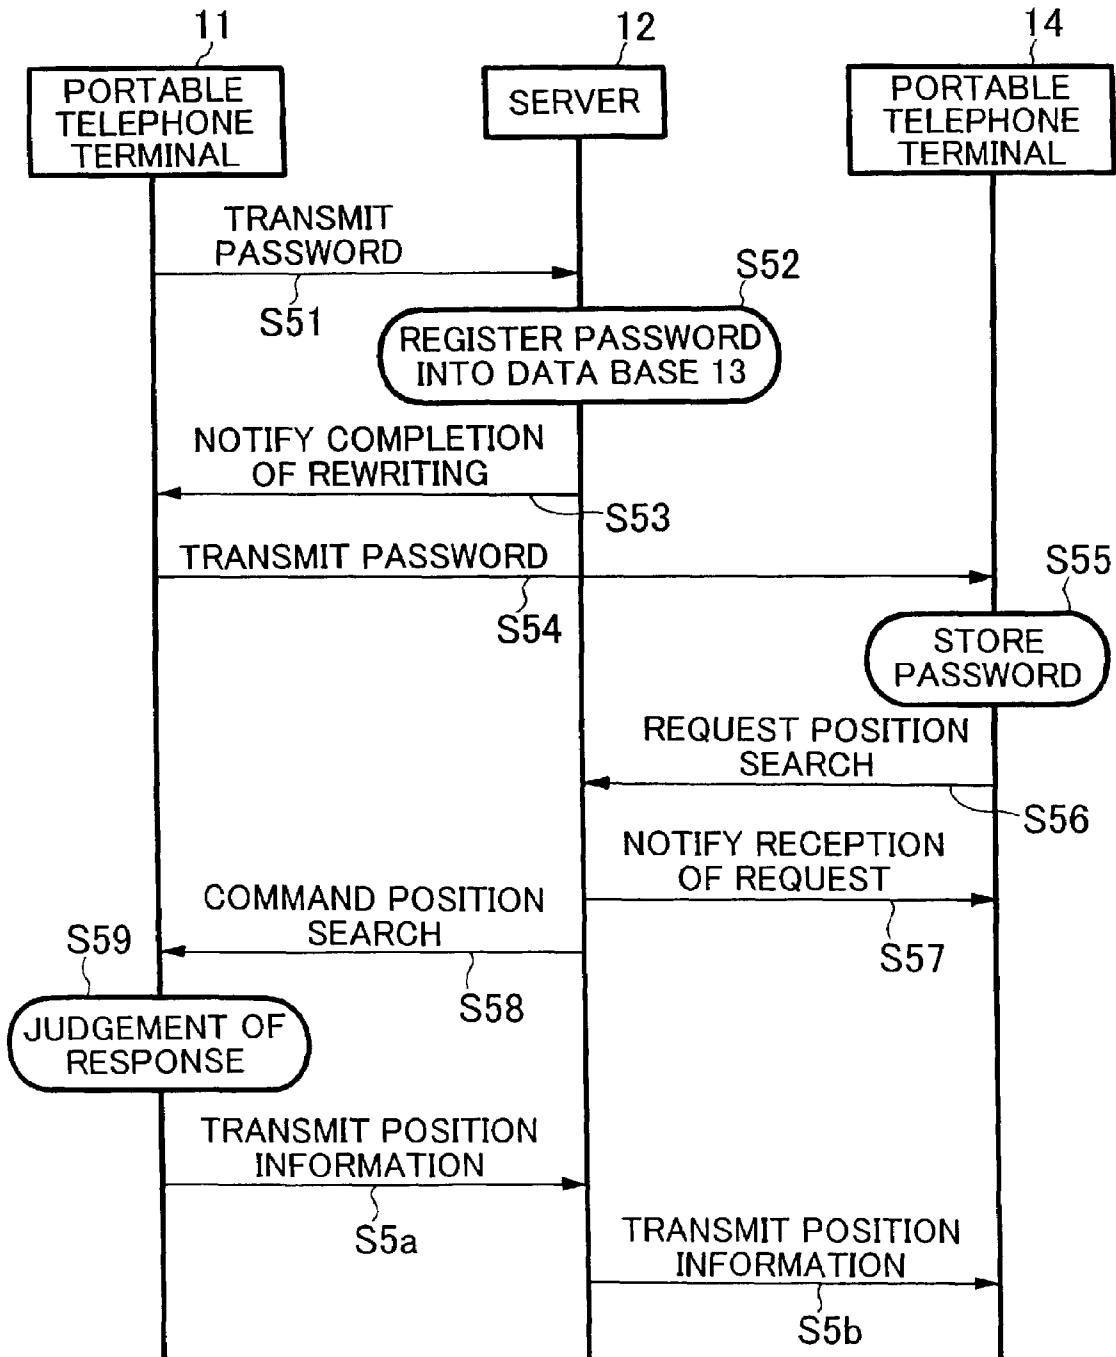 11
12
14
PORTABLE
TELEPHONE
TERMINAL
SERVER
PORTABLE
TELEPHONE
TERMINAL
TRANSMIT
PASSWORD
S51
S52
REGISTER PASSWORD
INTO DATA BASE 13
NOTIFY COMPLETION
OF REWRITING
S53
TRANSMIT PASSWORD
S54
S55
STORE
PASSWORD
REQUEST POSITION
SEARCH
S56
NOTIFY RECEPTION
OF REQUEST
S57
COMMAND POSITION
SEARCH
S58
S59
JUDGEMENT OF
RESPONSE
TRANSMIT POSITION
INFORMATION
S5a
TRANSMIT POSITION
INFORMATION
S5b